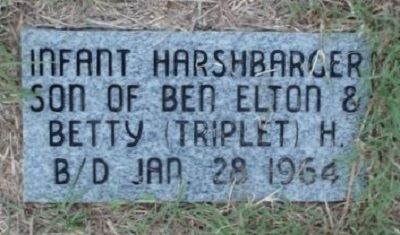 INFANT HARSHBARGER
SON OF BEN ELTON &
BETTY (TRIPLET) H.
B/D JAN. 28 1964